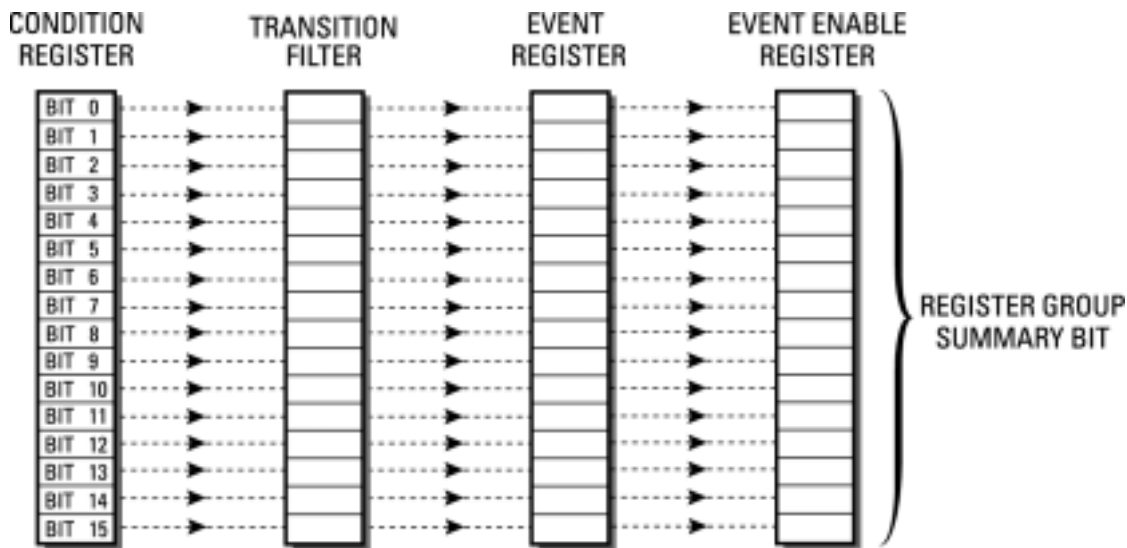 CONDITION
REGISTER
TRANSITION
FILTER
EVENT
REGISTER
EVENT ENABLE
REGISTER
BIT 0
BIT 1
BIT 2
BIT 3
BIT 4
BIT 5
BIT 6
BIT 7
BIT 8
BIT 9
BIT 10
BIT 11
BIT 12
BIT 13
BIT 14
BIT 15
REGISTER GROUP
SUMMARY BIT